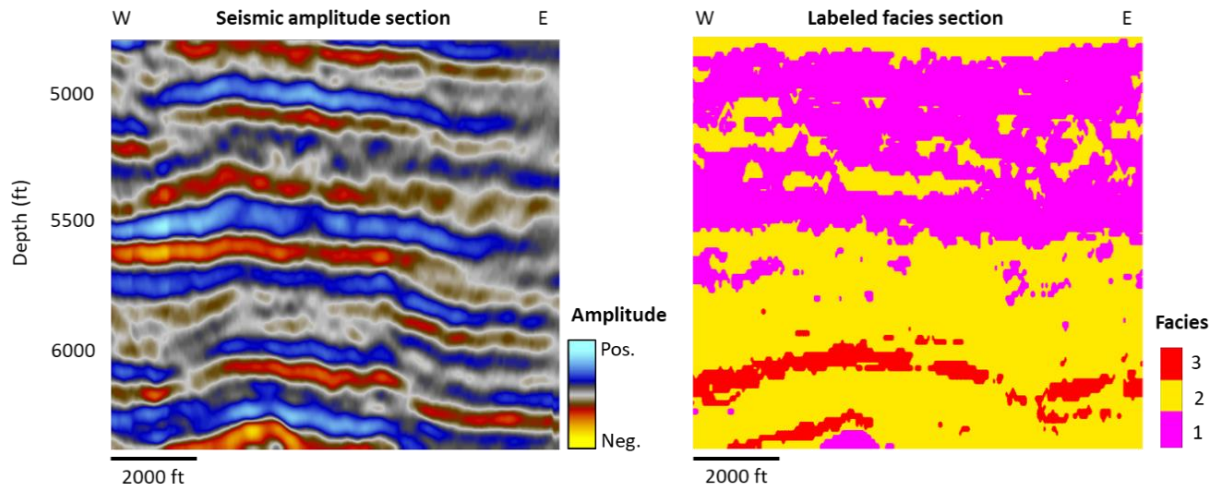 W Seismic amplitude section E
W Labeled facies section E
5000
5500
6000
Depth (ft)
Amplitude
Pos.
Neg.
Facies
3
2
1
2000 ft
2000 ft